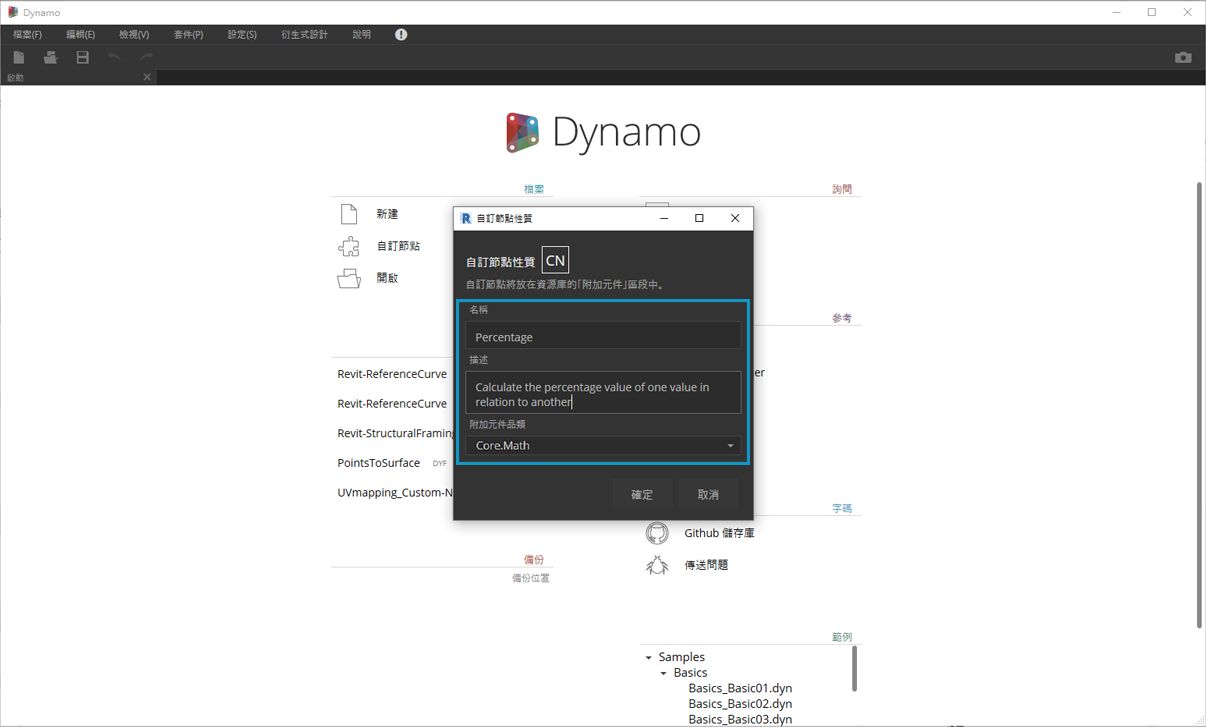 Dynamo
檔案(F) 編輯(E) 檢視(V) 套件(P) 設定(S) 衍生式設計 說明
啟動
Dynamo
檔案
新建
自訂節點
開啟
Revit-ReferenceCurve
Revit-ReferenceCurve
Revit-StructuralFraming
PointsToSurface DYF
UVmapping_Custom-N
備份
備份位置
自訂節點性質
自訂節點性質 CN
自訂節點將放在資源庫的「附加元件」區段中。
名稱
Percentage
描述
Calculate the percentage value of one value in
relation to another
附加元件品類
Core.Math
確定 取消
詢問
參考
er
字碼
Github 儲存庫
傳送問題
範例
Samples
Basics
Basics_Basic01.dyn
Basics_Basic02.dyn
Basics_Basic03.dyn